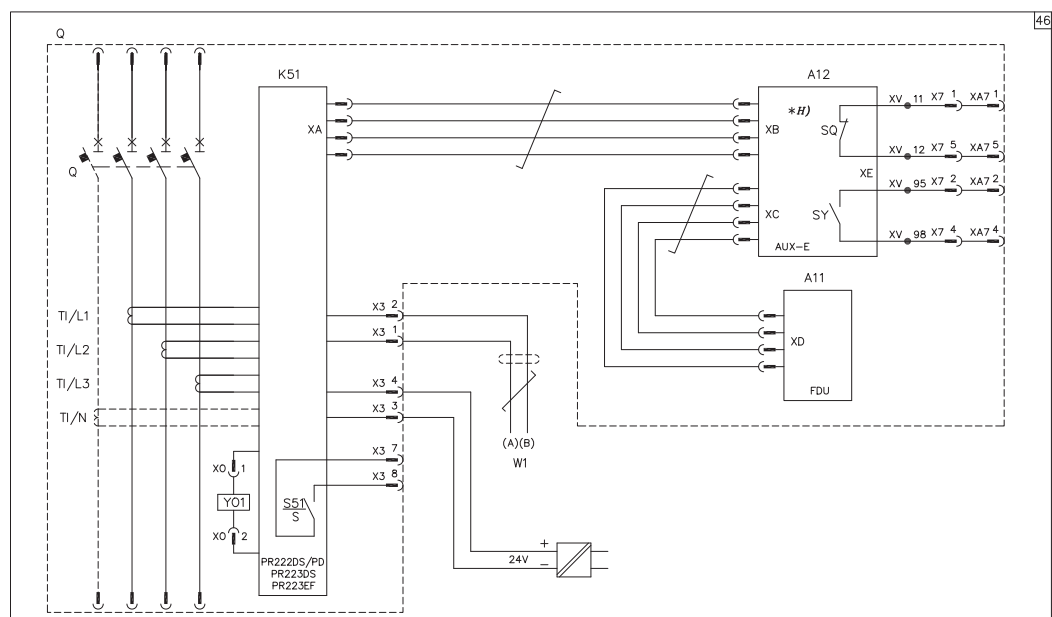 46
Q
K51
A12
XA
*H)
XB
SQ
XE
XC
SY
AUX-E
XV 11 X7 1 XA7 1
XV 12 X7 5 XA7 5
XV 95 X7 2 XA7 2
XV 98 X7 4 XA7 4
Q
A11
XD
FDU
TI/L1
TI/L2
TI/L3
TI/N
X3 2
X3 1
X3 4
X3 3
X3 7
X3 8
(A)(B)
W1
XO 1
YO1
XO 2
S51
S
PR222DS/PD
PR223DS
PR223EF
+
24V
−